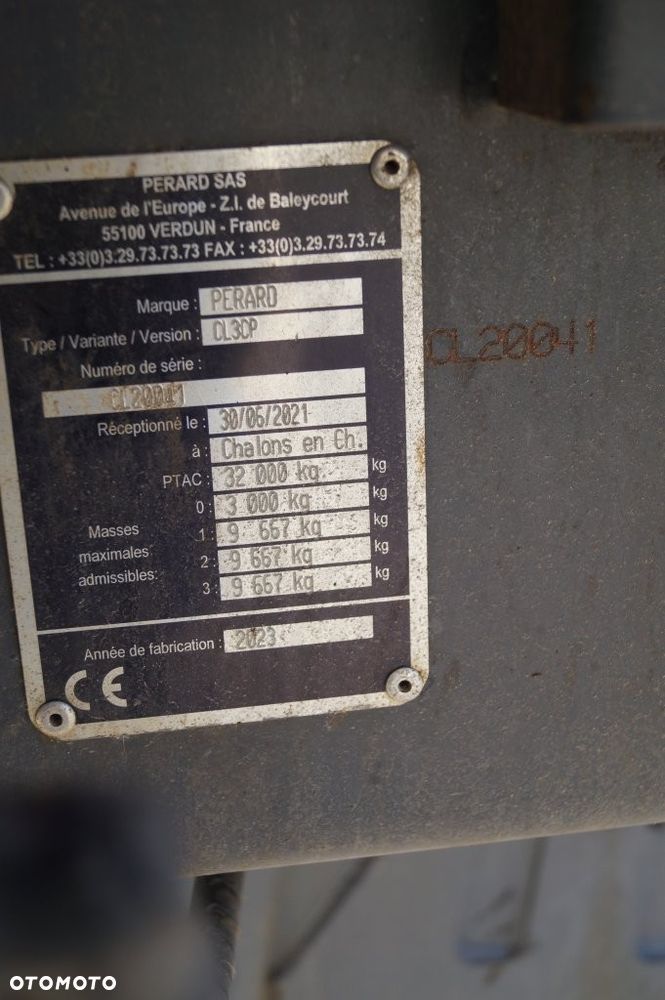 PERARD SAS
Avenue de l'Europe - Z.I. de Baleycourt
55100 VERDUN - France
TEL : +33(0)3.29.73.73.73 FAX : +33(0)3.29.73.73.74
Marque : PERARD
Type / Variante / Version : CL3CP
Numéro de série :
CL20041
CL20041
Réceptionné le : 30/06/2021
à : Chalons en Ch.
PTAC : 32 000 kg kg
0 : 3 000 kg kg
Masses maximales admissibles:
1 : 9 667 kg kg
2 : 9 667 kg kg
3 : 9 667 kg kg
Année de fabrication : 2023
CE
OTOMOTO